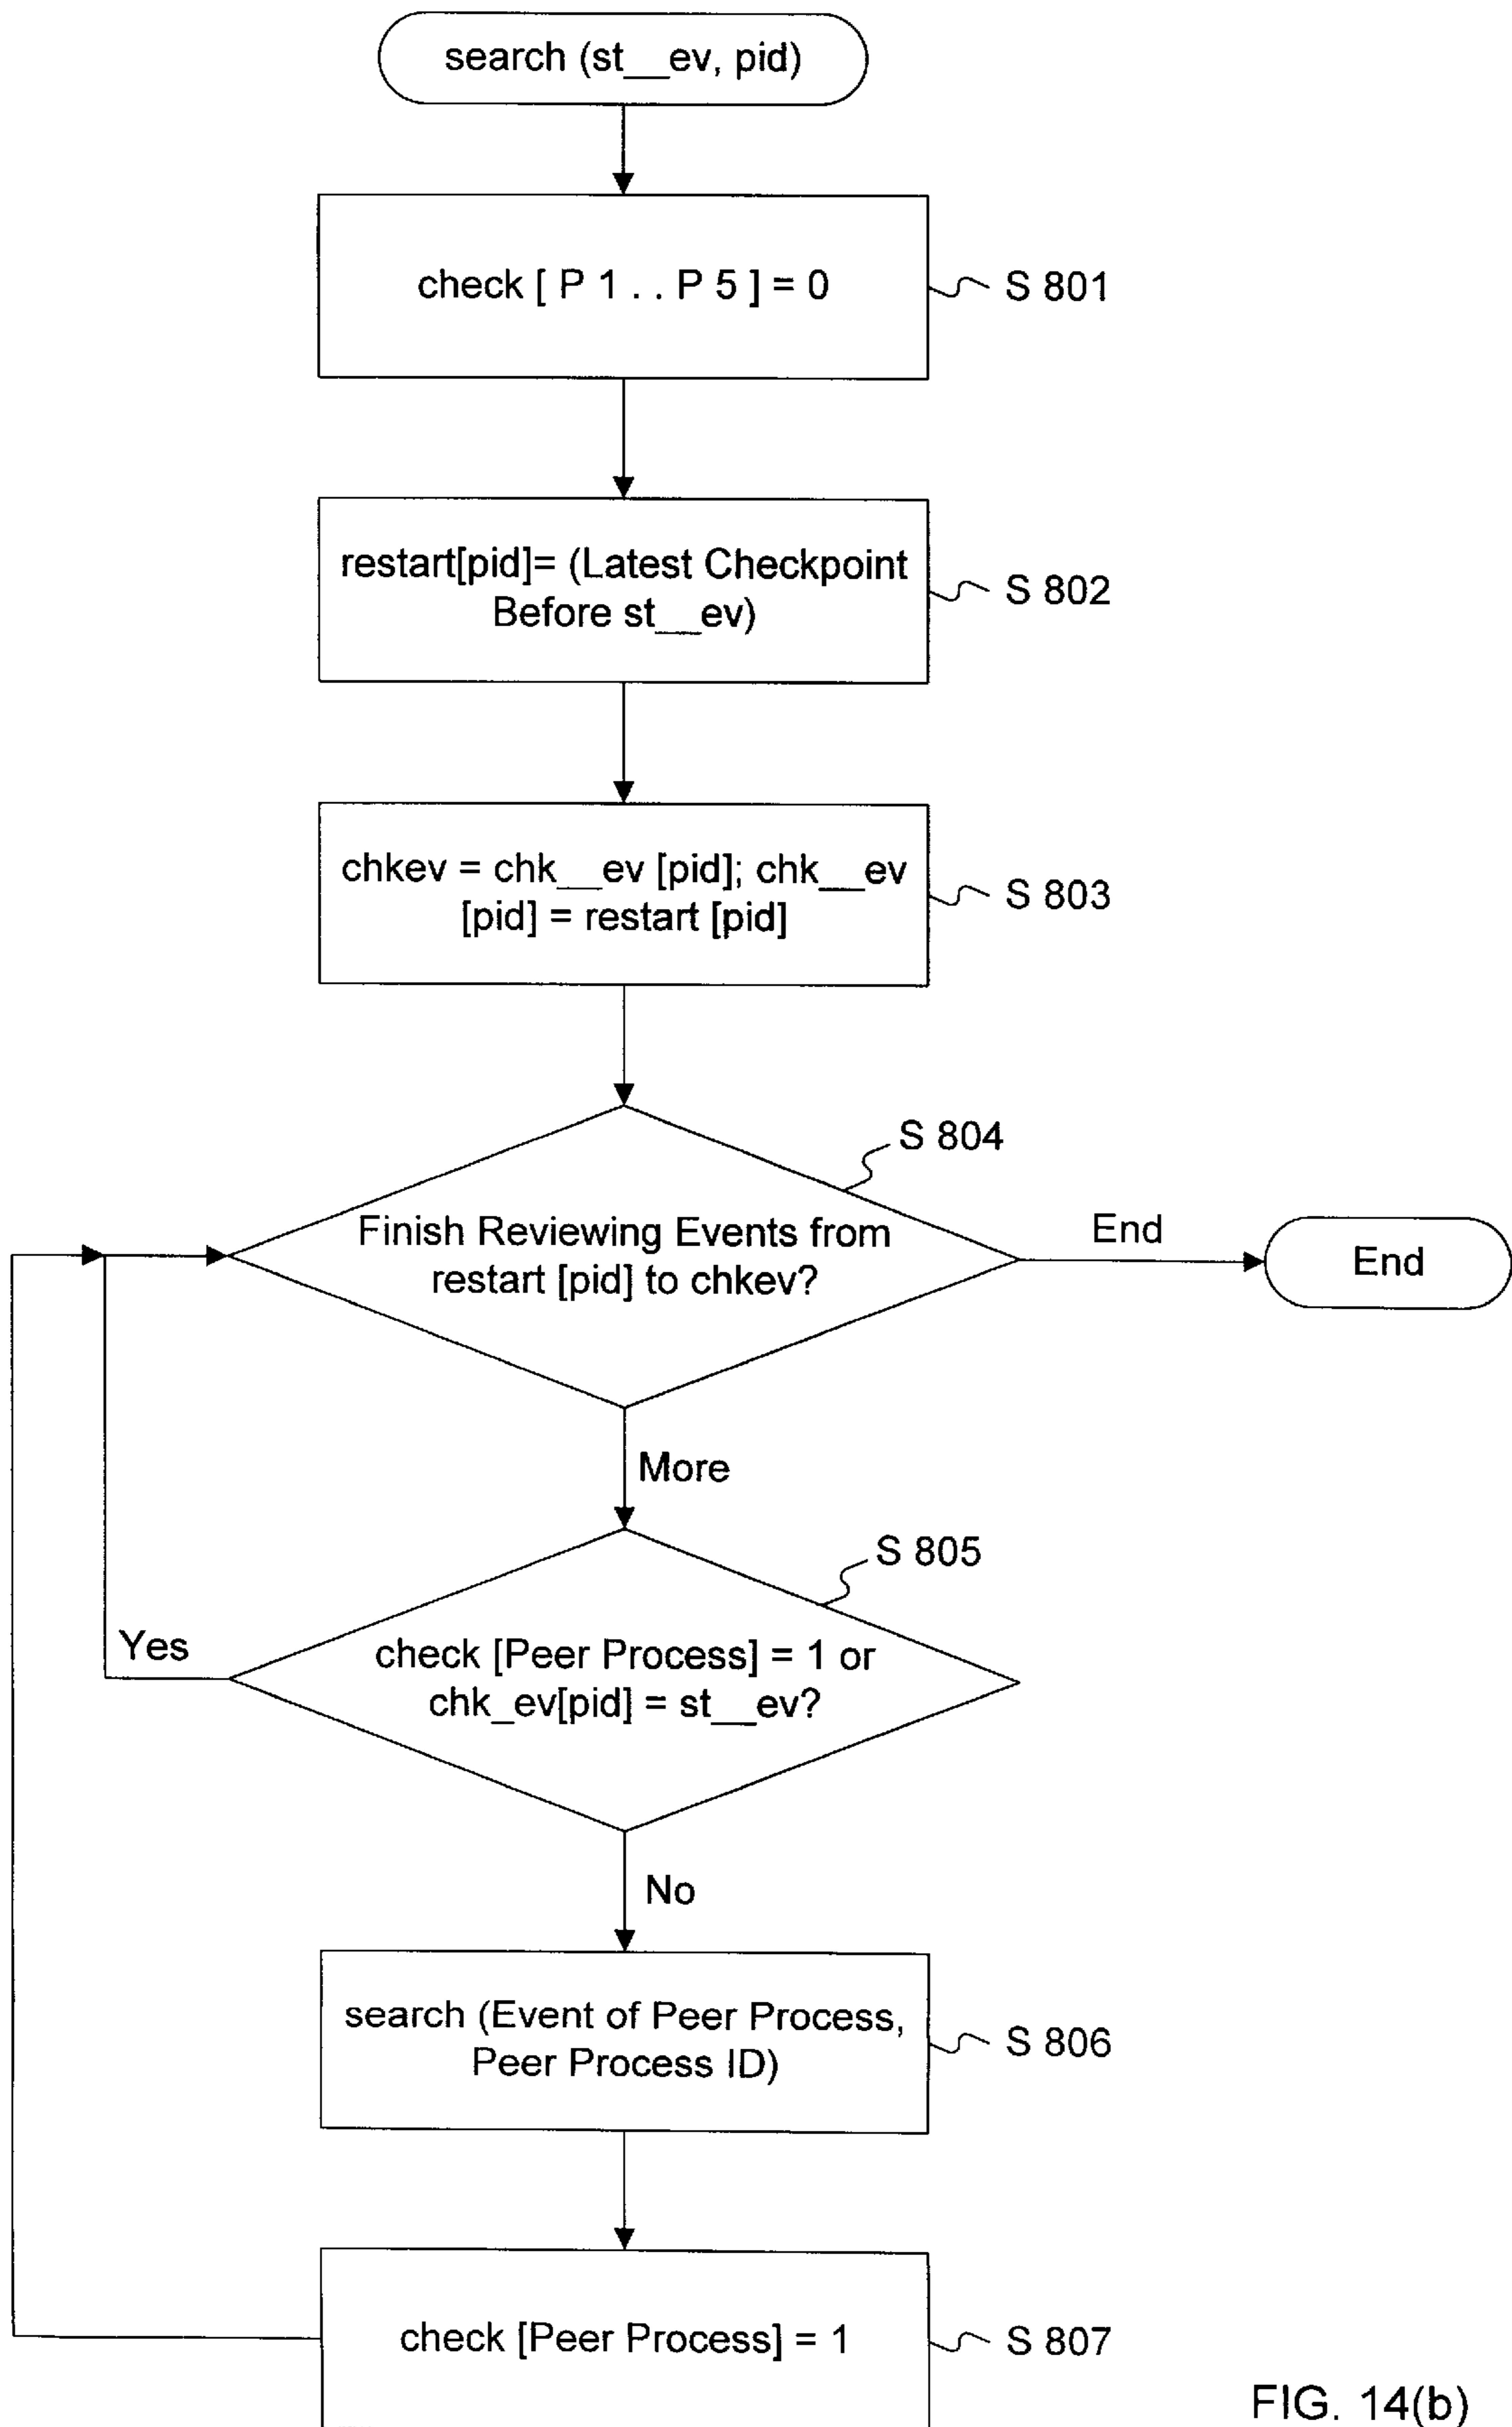 search (st__ev, pid)
check [ P 1 . . P 5 ] = 0
S 801
restart[pid]= (Latest Checkpoint
Before st__ev)
S 802
chkev = chk__ev [pid]; chk__ev
[pid] = restart [pid]
S 803
S 804
Finish Reviewing Events from
restart [pid] to chkev?
End
End
More
S 805
check [Peer Process] = 1 or
chk_ev[pid] = st__ev?
Yes
No
search (Event of Peer Process,
Peer Process ID)
S 806
check [Peer Process] = 1
S 807
FIG. 14(b)